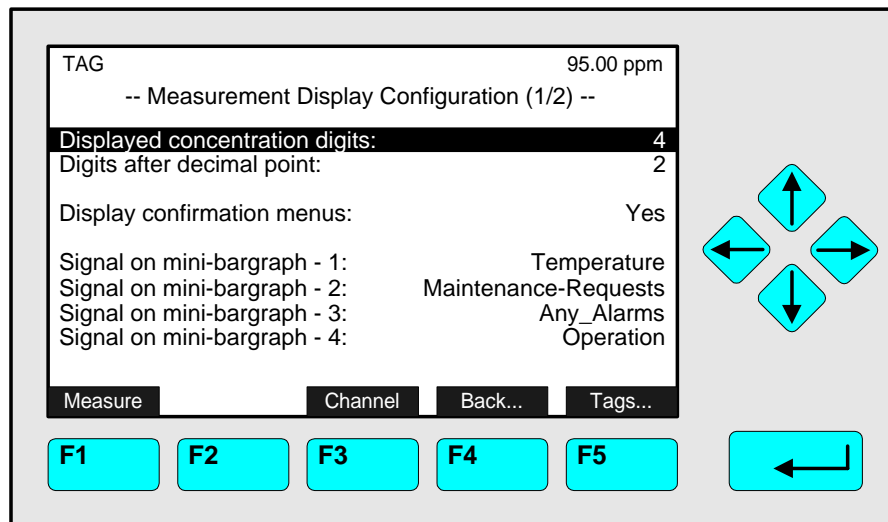 TAG 95.00 ppm
-- Measurement Display Configuration (1/2) --
Displayed concentration digits: 4
Digits after decimal point: 2
Display confirmation menus: Yes
Signal on mini-bargraph - 1: Temperature
Signal on mini-bargraph - 2: Maintenance-Requests
Signal on mini-bargraph - 3: Any_Alarms
Signal on mini-bargraph - 4: Operation
Measure Channel Back... Tags...
F1 F2 F3 F4 F5